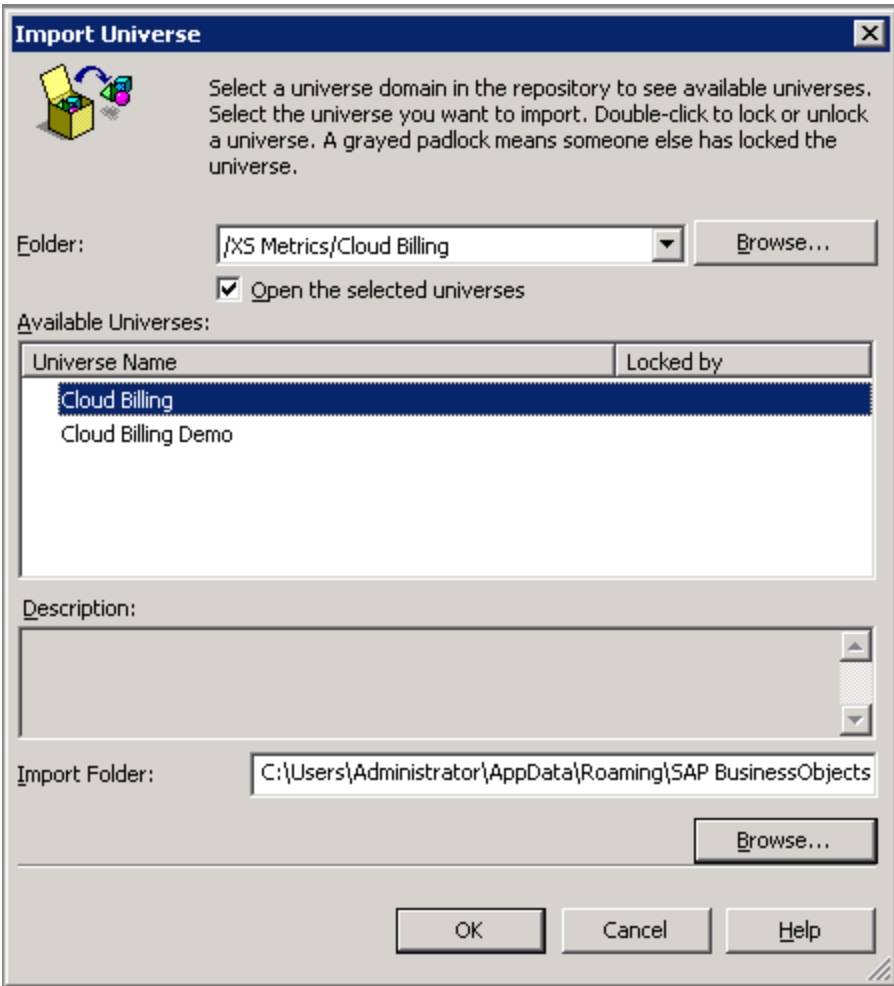 Import Universe
Select a universe domain in the repository to see available universes.
Select the universe you want to import. Double-click to lock or unlock
a universe. A grayed padlock means someone else has locked the
universe.
Folder:
/XS Metrics/Cloud Billing
Browse...
Open the selected universes
Available Universes:
Universe Name
Locked by
Cloud Billing
Cloud Billing Demo
Description:
Import Folder:
C:\Users\Administrator\AppData\Roaming\SAP BusinessObjects
Browse...
OK
Cancel
Help